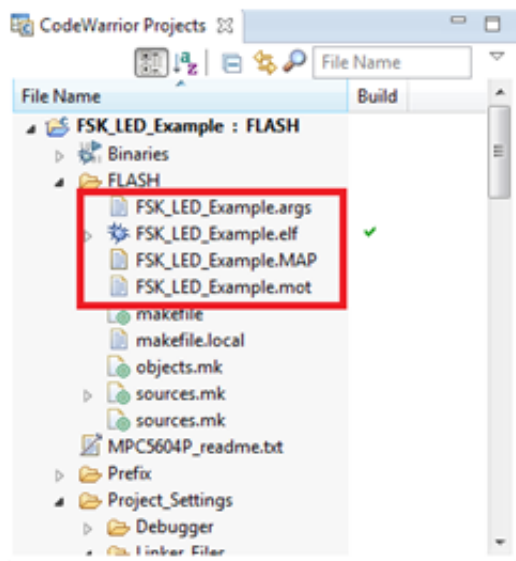 CodeWarrior Projects
File Name
File Name Build
FSK_LED_Example : FLASH
Binaries
FLASH
FSK_LED_Example.args
FSK_LED_Example.elf
FSK_LED_Example.MAP
FSK_LED_Example.mot
makefile
makefile.local
objects.mk
sources.mk
sources.mk
MPC5604P_readme.txt
Prefix
Project_Settings
Debugger
Linker_Files